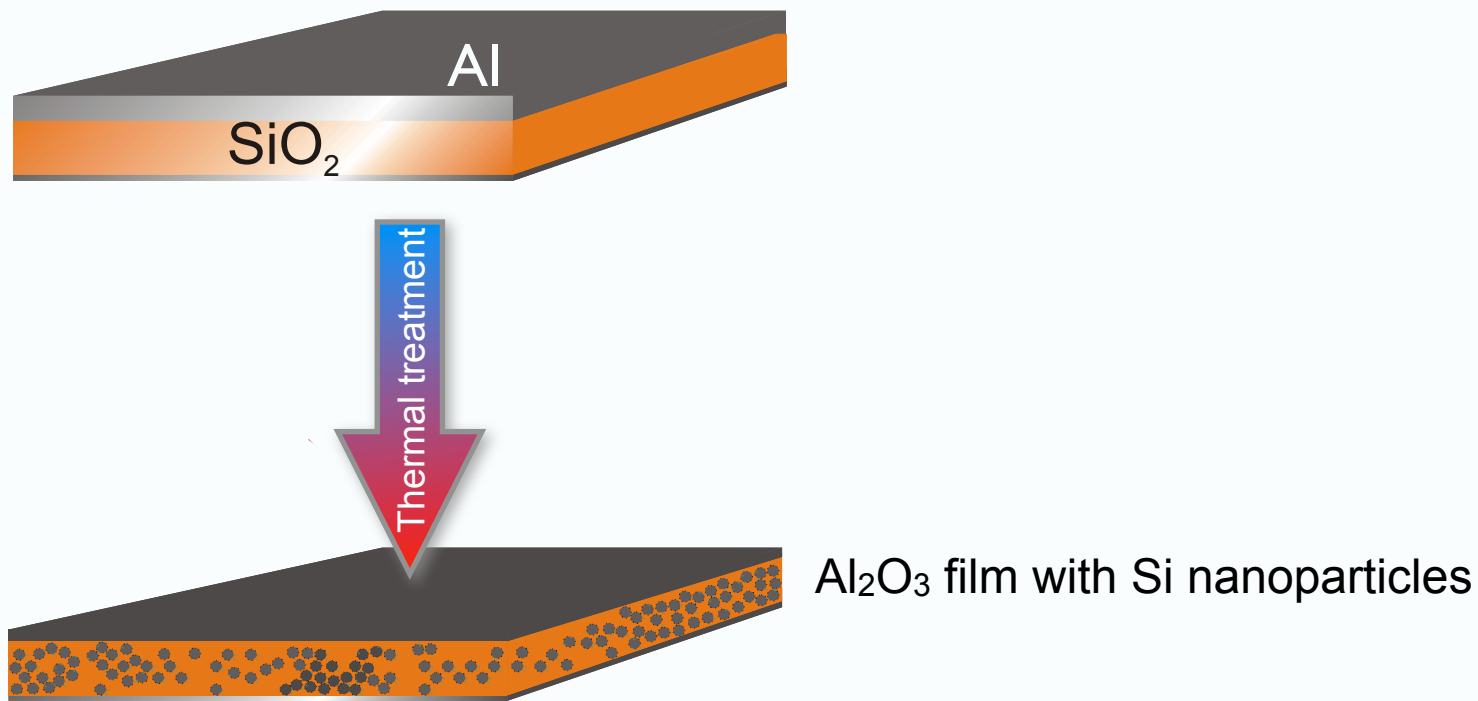 Al
SiO₂
Thermal treatment
Al₂O₃ film with Si nanoparticles